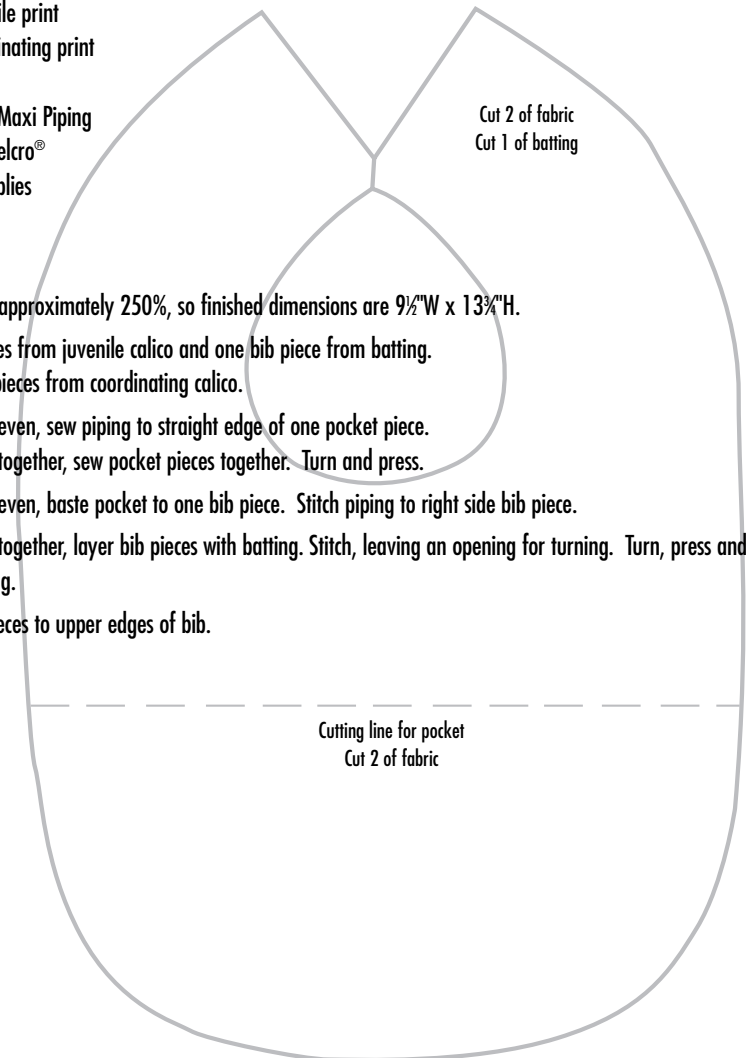 ile print
inating print
Maxi Piping
elcro®
plies
Cut 2 of fabric
Cut 1 of batting
approximately 250%, so finished dimensions are 9½"W x 13¾"H.
es from juvenile calico and one bib piece from batting.
pieces from coordinating calico.
even, sew piping to straight edge of one pocket piece.
together, sew pocket pieces together.  Turn and press.
even, baste pocket to one bib piece.  Stitch piping to right side bib piece.
together, layer bib pieces with batting. Stitch, leaving an opening for turning.  Turn, press and
g.
eces to upper edges of bib.
Cutting line for pocket
Cut 2 of fabric